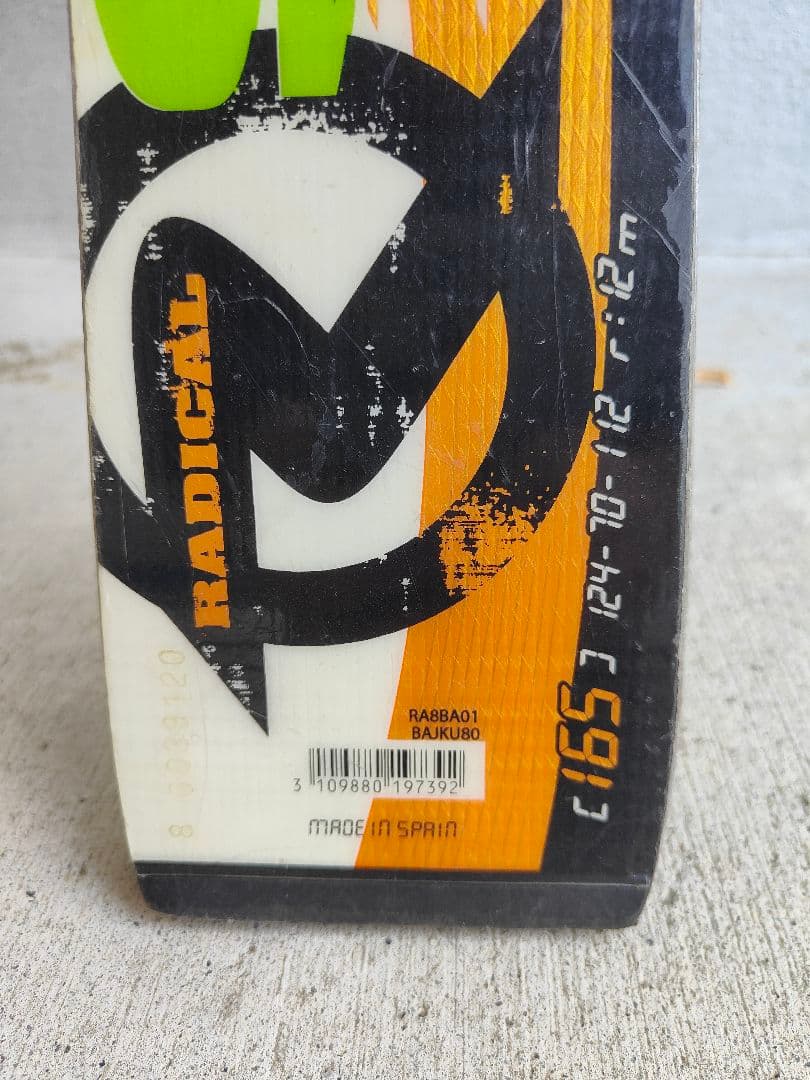 RADICAL
[165] 124-70-112 r:12m
RA8BA01
BAJKU80
3 109880 197392
MADE IN SPAIN